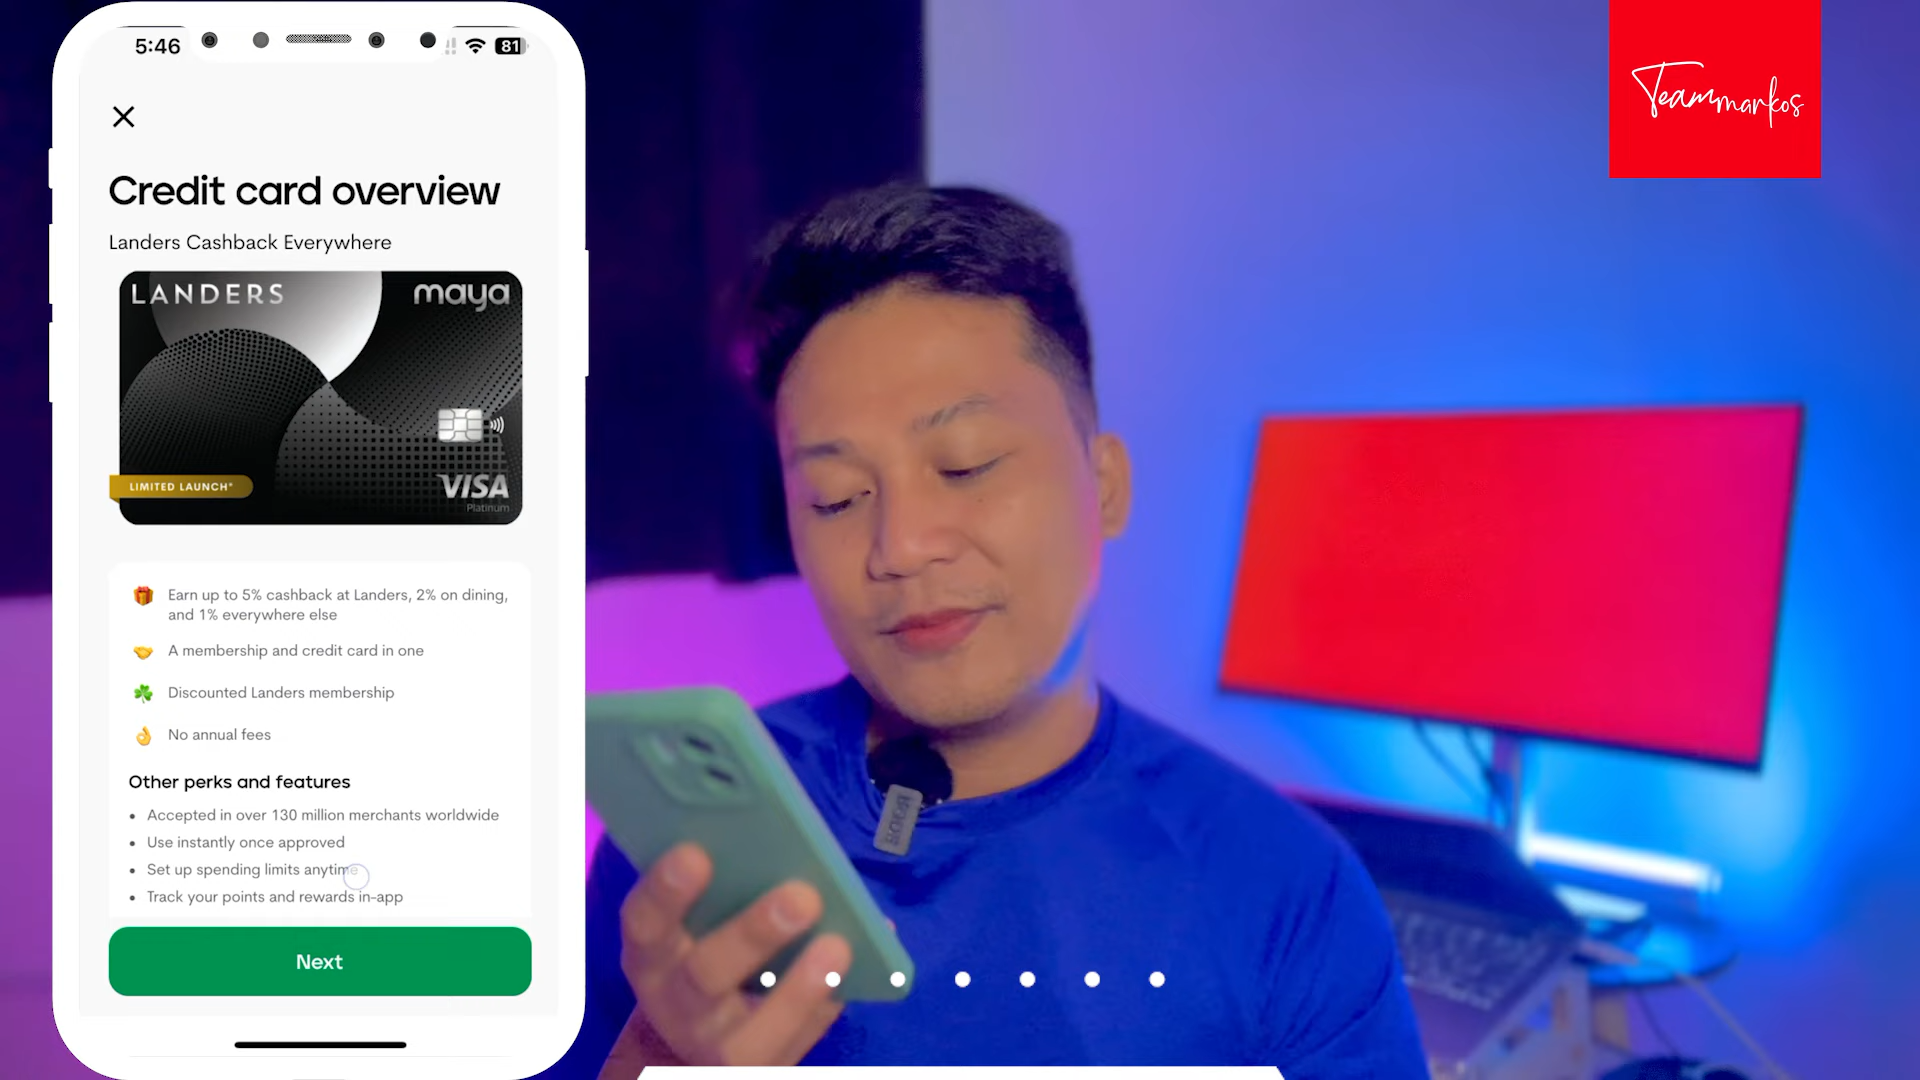 5:46
81
Credit card overview
Landers Cashback Everywhere
LANDERS
maya
LIMITED LAUNCH*
VISA
Platinum
🎁 Earn up to 5% cashback at Landers, 2% on dining,
and 1% everywhere else
🤝 A membership and credit card in one
☘️ Discounted Landers membership
👌 No annual fees
Other perks and features
• Accepted in over 130 million merchants worldwide
• Use instantly once approved
• Set up spending limits anytime
• Track your points and rewards in-app
Next
Teammarkos